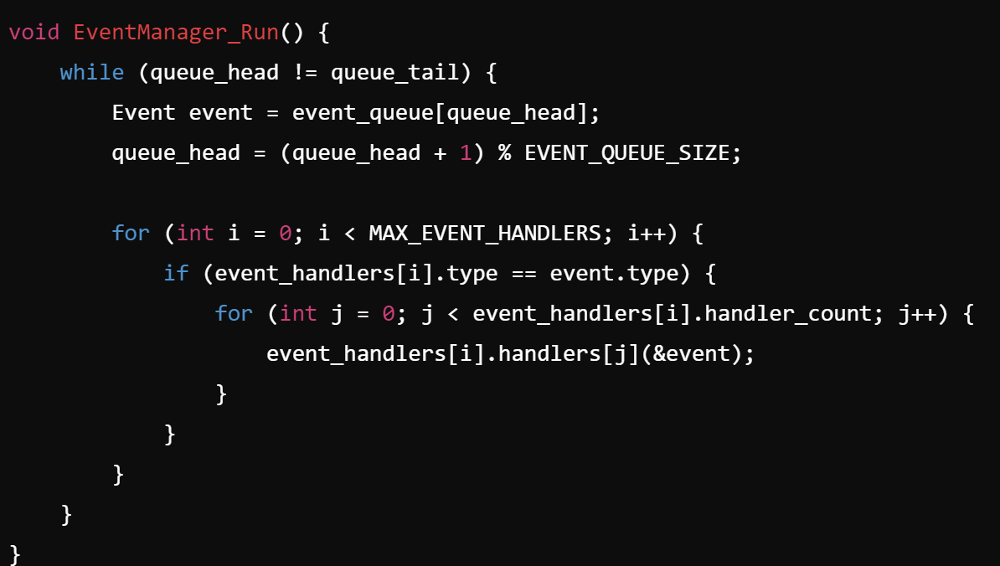 void EventManager_Run() {
    while (queue_head != queue_tail) {
        Event event = event_queue[queue_head];
        queue_head = (queue_head + 1) % EVENT_QUEUE_SIZE;

        for (int i = 0; i < MAX_EVENT_HANDLERS; i++) {
            if (event_handlers[i].type == event.type) {
                for (int j = 0; j < event_handlers[i].handler_count; j++) {
                    event_handlers[i].handlers[j](&event);
                }
            }
        }
    }
}